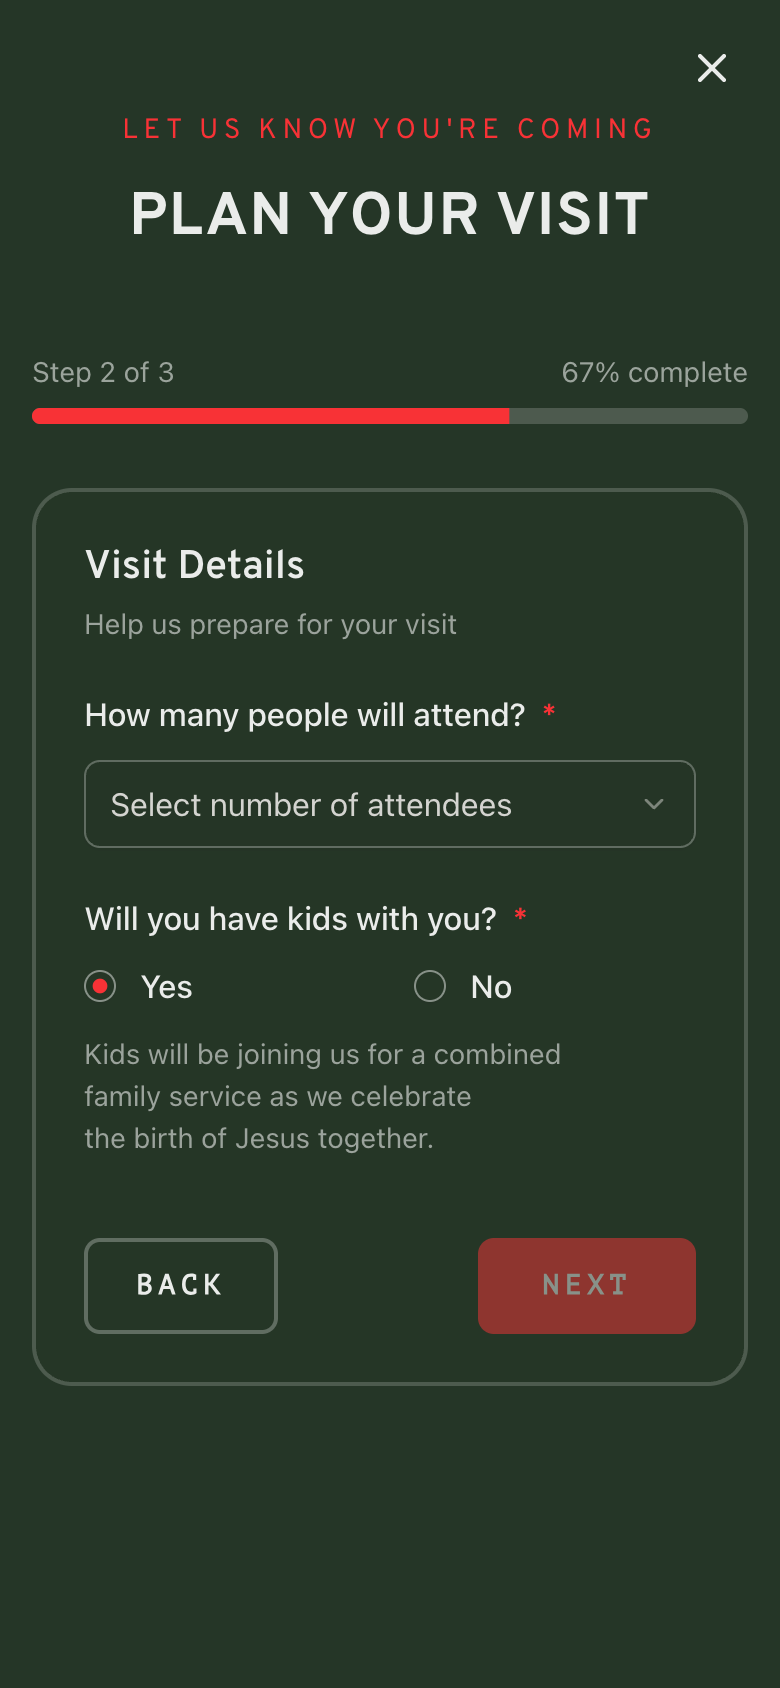 LET US KNOW YOU'RE COMING
PLAN YOUR VISIT
Step 2 of 3
67% complete
Visit Details
Help us prepare for your visit
How many people will attend? *
Select number of attendees
Will you have kids with you? *
Yes
No
Kids will be joining us for a combined
family service as we celebrate
the birth of Jesus together.
BACK
NEXT